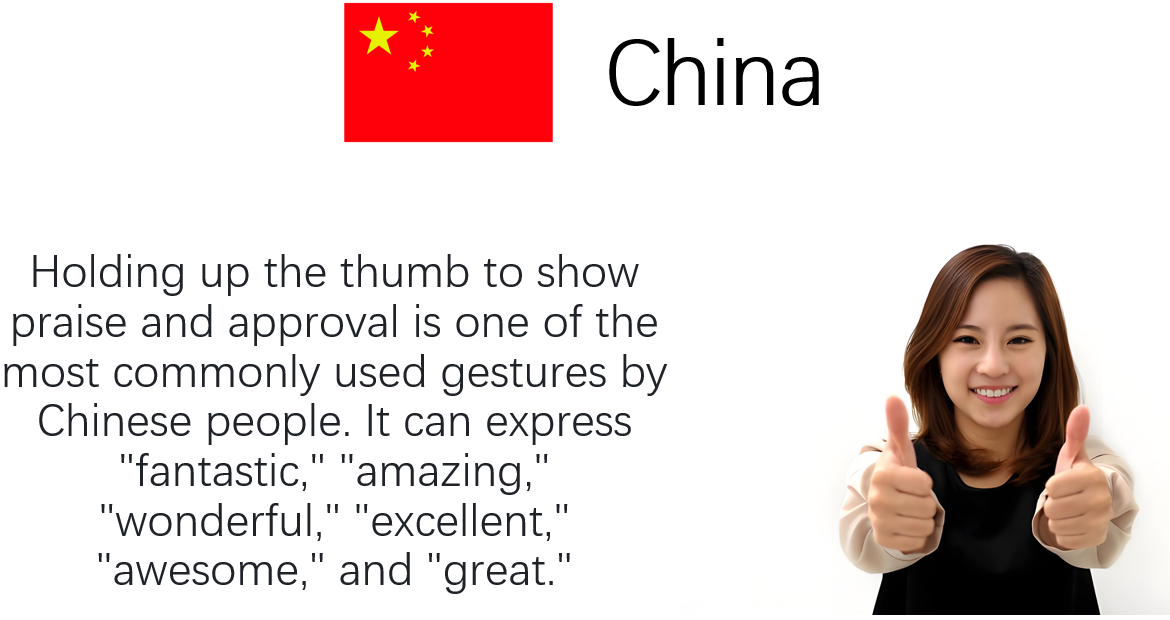 China
Holding up the thumb to show
praise and approval is one of the
most commonly used gestures by
Chinese people. It can express
"fantastic," "amazing,"
"wonderful," "excellent,"
"awesome," and "great."